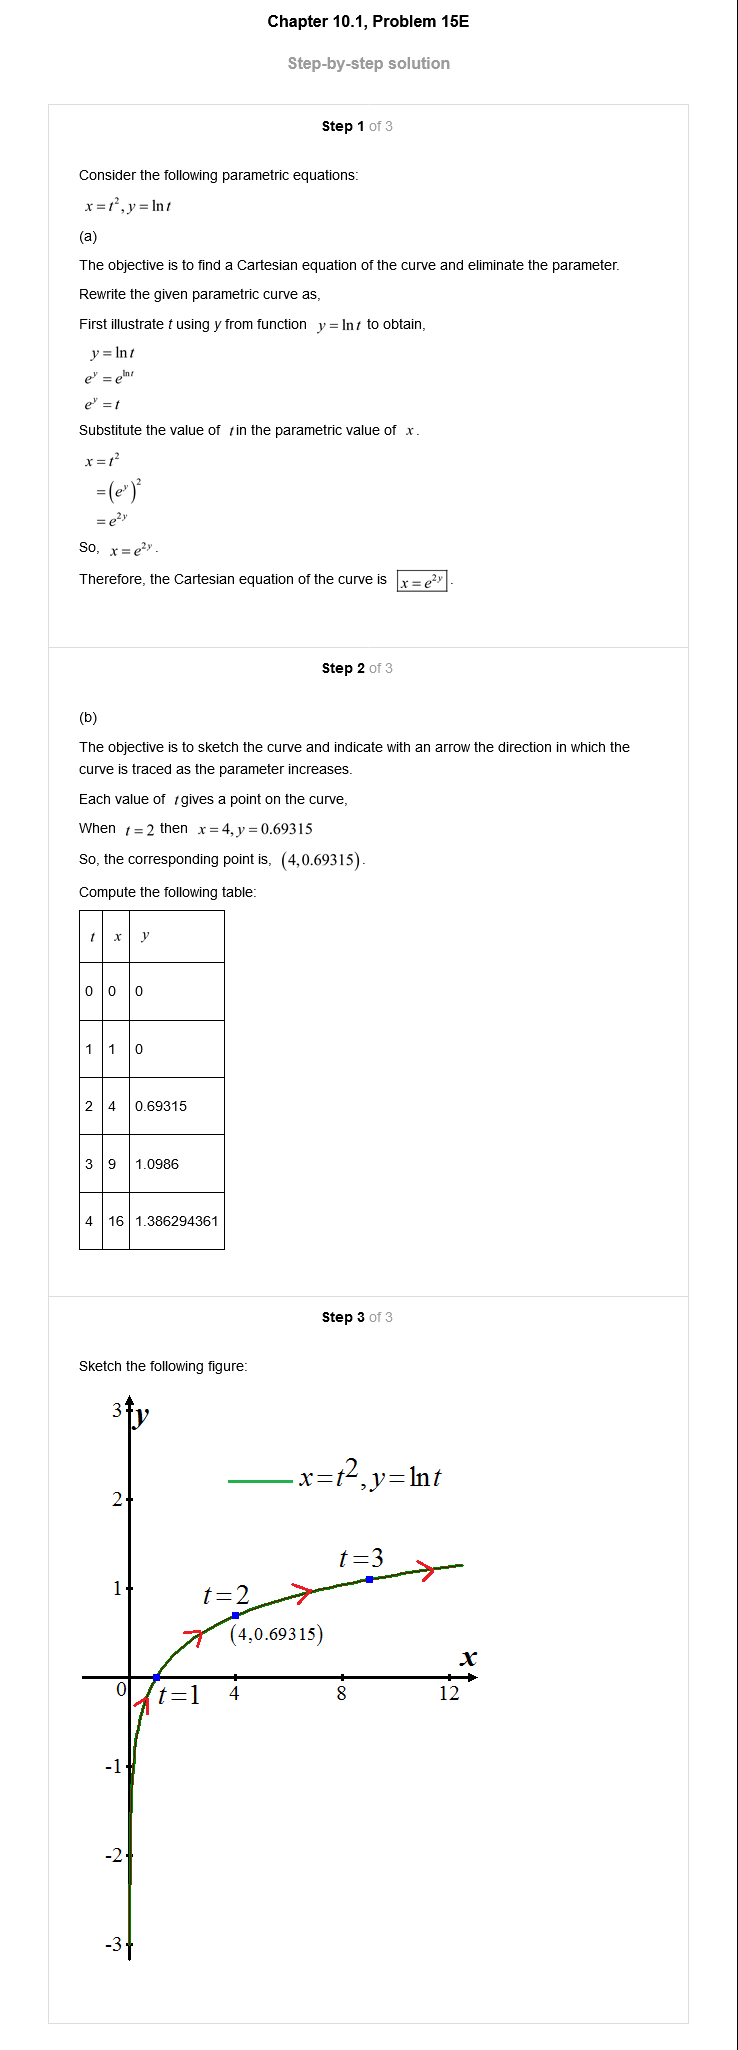 Chapter 10.1, Problem 15E
Step-by-step solution
Step 1 of 3
Consider the following parametric equations:
x = t², y = ln t
(a)
The objective is to find a Cartesian equation of the curve and eliminate the parameter.
Rewrite the given parametric curve as,
First illustrate t using y from function y = ln t to obtain,
y = ln t
e^y = e^(ln t)
e^y = t
Substitute the value of t in the parametric value of x.
x = t²
= (e^y)²
= e^(2y)
So, x = e^(2y).
Therefore, the Cartesian equation of the curve is x = e^(2y).
Step 2 of 3
(b)
The objective is to sketch the curve and indicate with an arrow the direction in which the
curve is traced as the parameter increases.
Each value of t gives a point on the curve,
When t = 2 then x = 4, y = 0.69315
So, the corresponding point is, (4,0.69315).
Compute the following table:
t x y
0 0 0
1 1 0
2 4 0.69315
3 9 1.0986
4 16 1.386294361
Step 3 of 3
Sketch the following figure:
3 y
x=t²,y=ln t
2
t=3
1 t=2
(4,0.69315)
x
0 t=1 4 8 12
-1
-2
-3